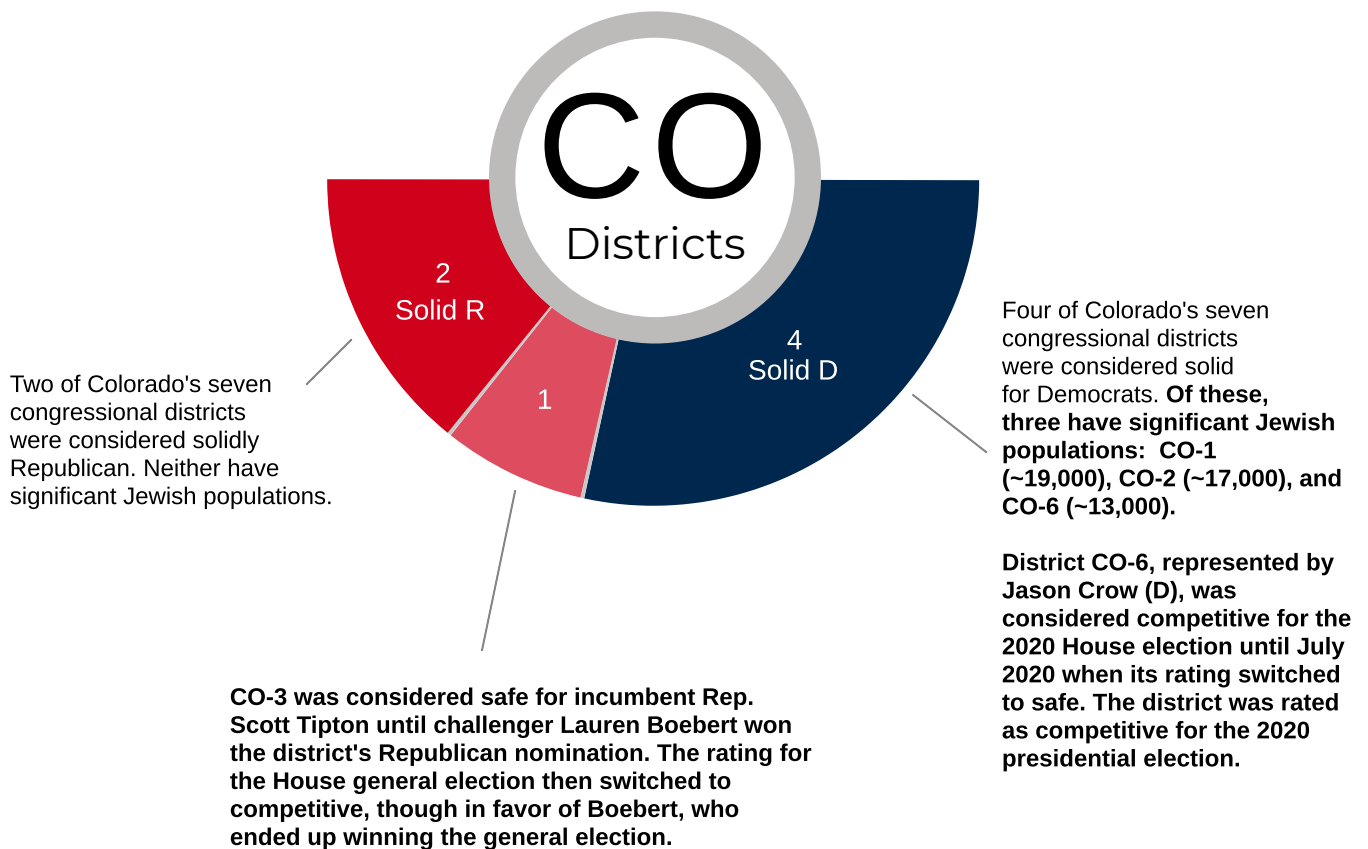 CO
Districts
2
Solid R
1
4
Solid D
Two of Colorado's seven
congressional districts
were considered solidly
Republican. Neither have
significant Jewish populations.
CO-3 was considered safe for incumbent Rep.
Scott Tipton until challenger Lauren Boebert won
the district's Republican nomination. The rating for
the House general election then switched to
competitive, though in favor of Boebert, who
ended up winning the general election.
Four of Colorado's seven
congressional districts
were considered solid
for Democrats. Of these,
three have significant Jewish
populations:  CO-1
(~19,000), CO-2 (~17,000), and
CO-6 (~13,000).
District CO-6, represented by
Jason Crow (D), was
considered competitive for the
2020 House election until July
2020 when its rating switched
to safe. The district was rated
as competitive for the 2020
presidential election.